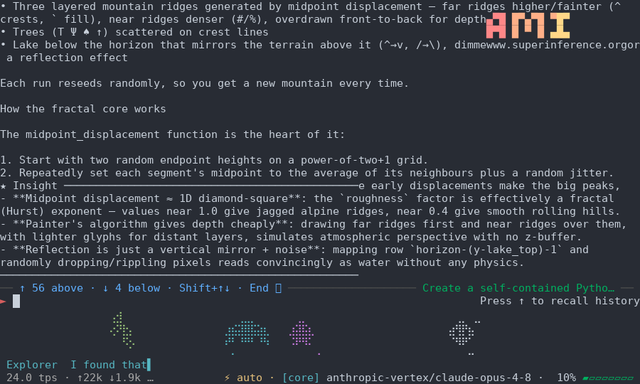 • Three layered mountain ridges generated by midpoint displacement — far ridges higher/fainter (^
crests, ` fill), near ridges denser (#/%), overdrawn front-to-back for depth
AMI
• Trees (T Ψ ♠ ↑) scattered on crest lines
• Lake below the horizon that mirrors the terrain above it (^→v, /→\), dimmewww.superinference.orgor
a reflection effect
Each run reseeds randomly, so you get a new mountain every time.
How the fractal core works
The midpoint_displacement function is the heart of it:
1. Start with two random endpoint heights on a power-of-two+1 grid.
2. Repeatedly set each segment's midpoint to the average of its neighbours plus a random jitter.
★ Insight ─────────────────────────────────────────────e early displacements make the big peaks,
- **Midpoint displacement ≈ 1D diamond-square**: the `roughness` factor is effectively a fractal
(Hurst) exponent — values near 1.0 give jagged alpine ridges, near 0.4 give smooth rolling hills.
- **Painter's algorithm gives depth cheaply**: drawing far ridges first and near ridges over them,
with lighter glyphs for distant layers, simulates atmospheric perspective with no z-buffer.
- **Reflection is just a vertical mirror + noise**: mapping row `horizon-(y-lake_top)-1` and
randomly dropping/rippling pixels reads convincingly as water without any physics.
↑ 56 above · ↓ 4 below · Shift+↑↓ · End
Create a self-contained Pytho…
Press ↑ to recall history
Explorer I found that
24.0 tps · ↑22k ↓1.9k …
⚡ auto · [core] anthropic-vertex/claude-opus-4-8 · 10%